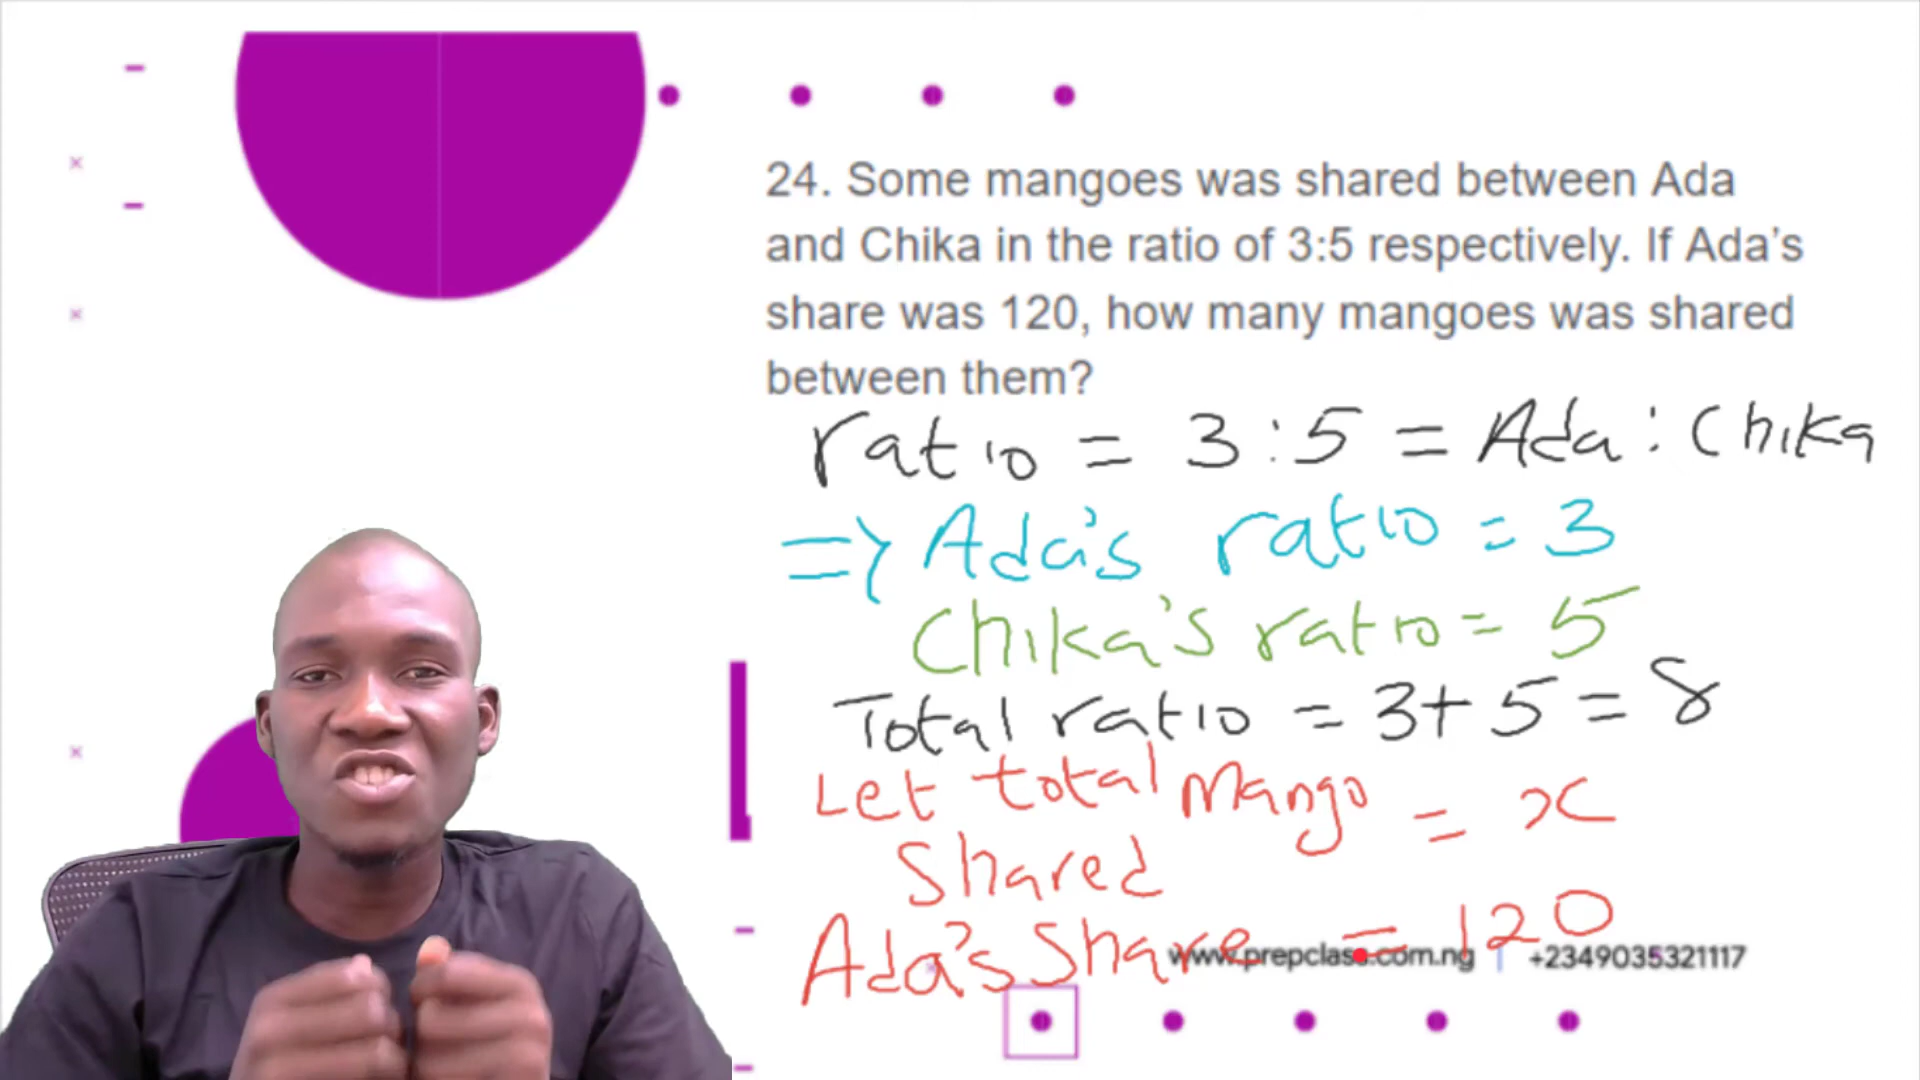 24. Some mangoes was shared between Ada
and Chika in the ratio of 3:5 respectively. If Ada's
share was 120, how many mangoes was shared
between them?
ratio = 3:5 = Ada : Chika
=> Ada's ratio = 3
Chika's ratio = 5
Total ratio = 3+5 = 8
Let total Mango = x
Shared
Ada's Share = 120
www.prepclass.com.ng | +2349035321117